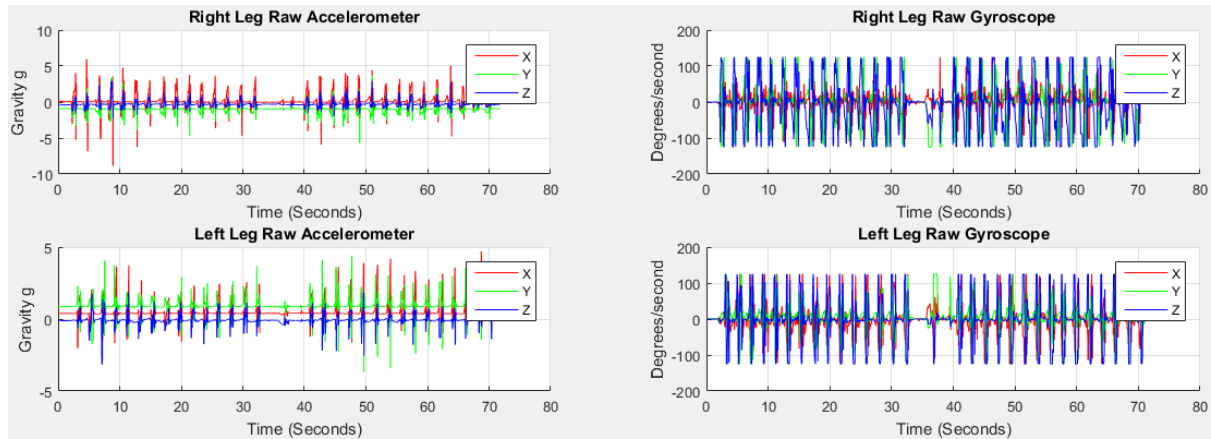 Right Leg Raw Accelerometer
10
5
0
-5
-10
Gravity g
X
Y
Z
0 10 20 30 40 50 60 70 80
Time (Seconds)
Right Leg Raw Gyroscope
200
100
0
-100
-200
Degrees/second
X
Y
Z
0 10 20 30 40 50 60 70 80
Time (Seconds)
Left Leg Raw Accelerometer
5
0
-5
Gravity g
X
Y
Z
0 10 20 30 40 50 60 70 80
Time (Seconds)
Left Leg Raw Gyroscope
200
100
0
-100
-200
Degrees/second
X
Y
Z
0 10 20 30 40 50 60 70 80
Time (Seconds)